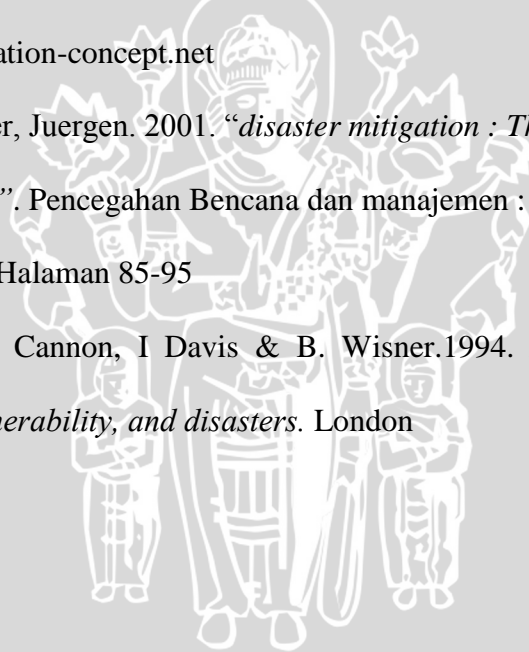 ation-concept.net
er, Juergen. 2001. “disaster mitigation : Th
”. Pencegahan Bencana dan manajemen :
Halaman 85-95
Cannon, I Davis & B. Wisner.1994.
nerability, and disasters. London